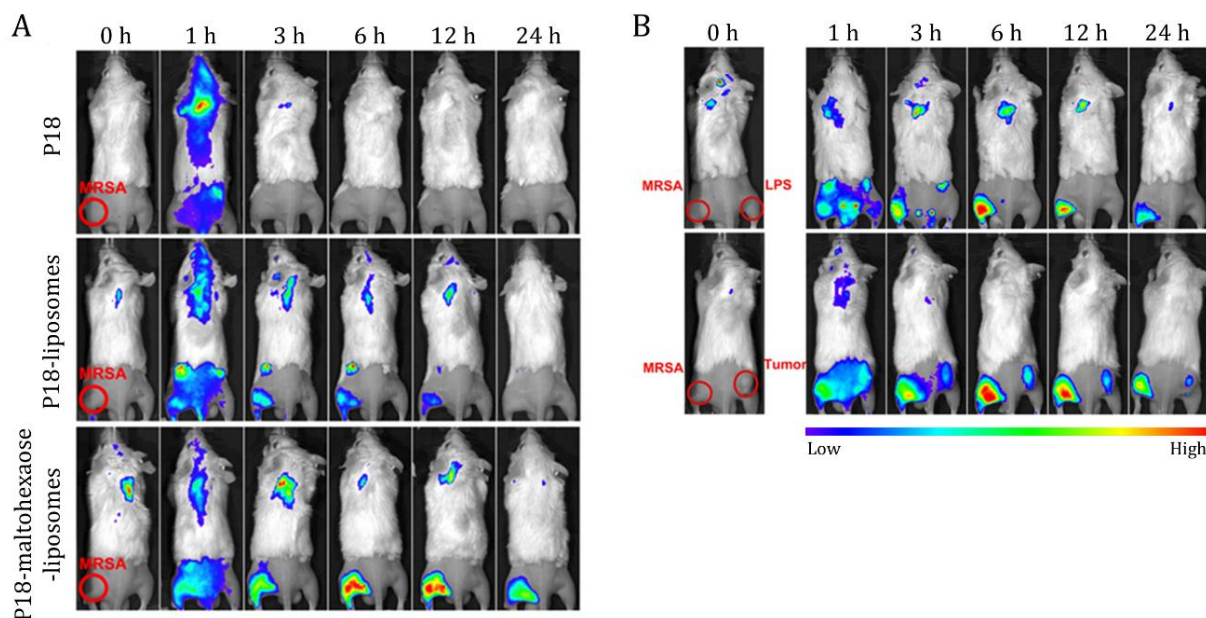 A
0 h 1 h 3 h 6 h 12 h 24 h
P18
MRSA
P18-liposomes
MRSA
P18-maltohexaose
-liposomes
MRSA
B
0 h 1 h 3 h 6 h 12 h 24 h
MRSA LPS
MRSA Tumor
Low High